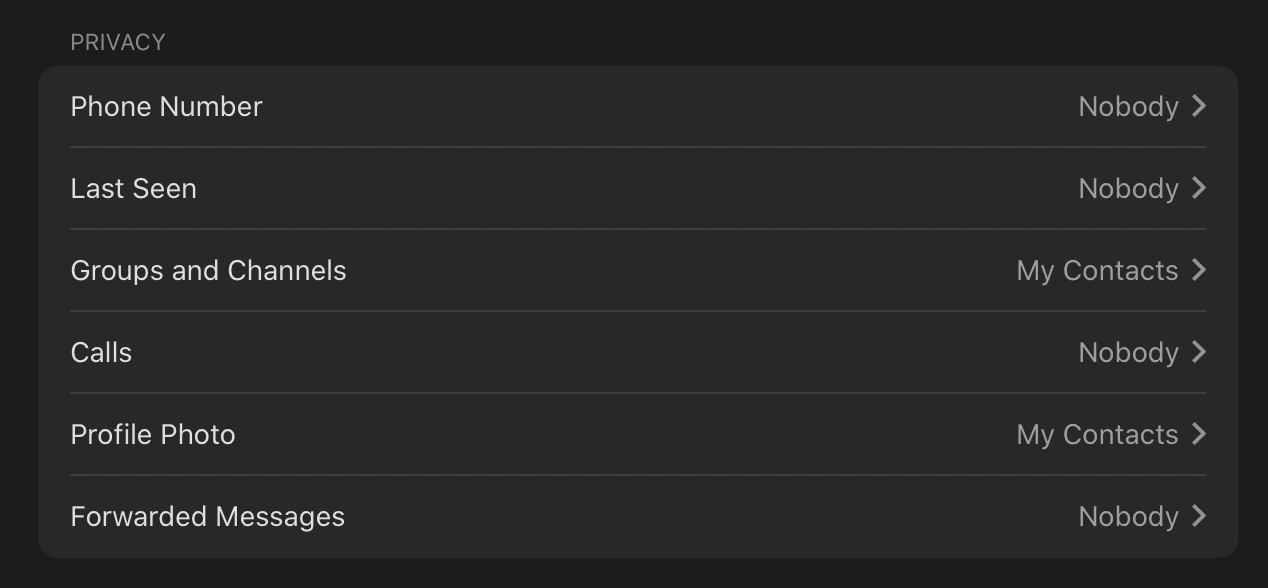 PRIVACY
Phone Number Nobody
Last Seen Nobody
Groups and Channels My Contacts
Calls Nobody
Profile Photo My Contacts
Forwarded Messages Nobody